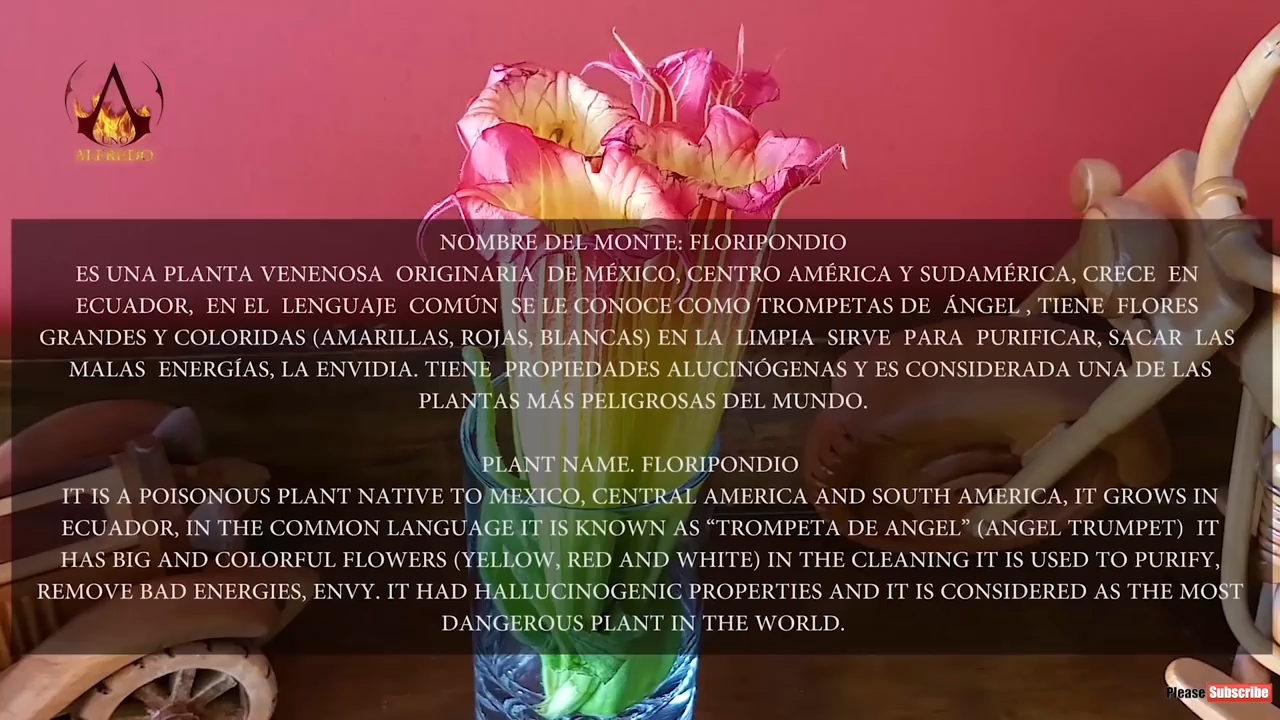 UNO
ALFREDO
NOMBRE DEL MONTE: FLORIPONDIO
ES UNA PLANTA VENENOSA ORIGINARIA DE MÉXICO, CENTRO AMÉRICA Y SUDAMÉRICA, CRECE EN
ECUADOR, EN EL LENGUAJE COMÚN SE LE CONOCE COMO TROMPETAS DE ÁNGEL , TIENE FLORES
GRANDES Y COLORIDAS (AMARILLAS, ROJAS, BLANCAS) EN LA LIMPIA SIRVE PARA PURIFICAR, SACAR LAS
MALAS ENERGÍAS, LA ENVIDIA. TIENE PROPIEDADES ALUCINÓGENAS Y ES CONSIDERADA UNA DE LAS
PLANTAS MÁS PELIGROSAS DEL MUNDO.
PLANT NAME. FLORIPONDIO
IT IS A POISONOUS PLANT NATIVE TO MEXICO, CENTRAL AMERICA AND SOUTH AMERICA, IT GROWS IN
ECUADOR, IN THE COMMON LANGUAGE IT IS KNOWN AS “TROMPETA DE ANGEL” (ANGEL TRUMPET) IT
HAS BIG AND COLORFUL FLOWERS (YELLOW, RED AND WHITE) IN THE CLEANING IT IS USED TO PURIFY,
REMOVE BAD ENERGIES, ENVY. IT HAD HALLUCINOGENIC PROPERTIES AND IT IS CONSIDERED AS THE MOST
DANGEROUS PLANT IN THE WORLD.
Please Subscribe